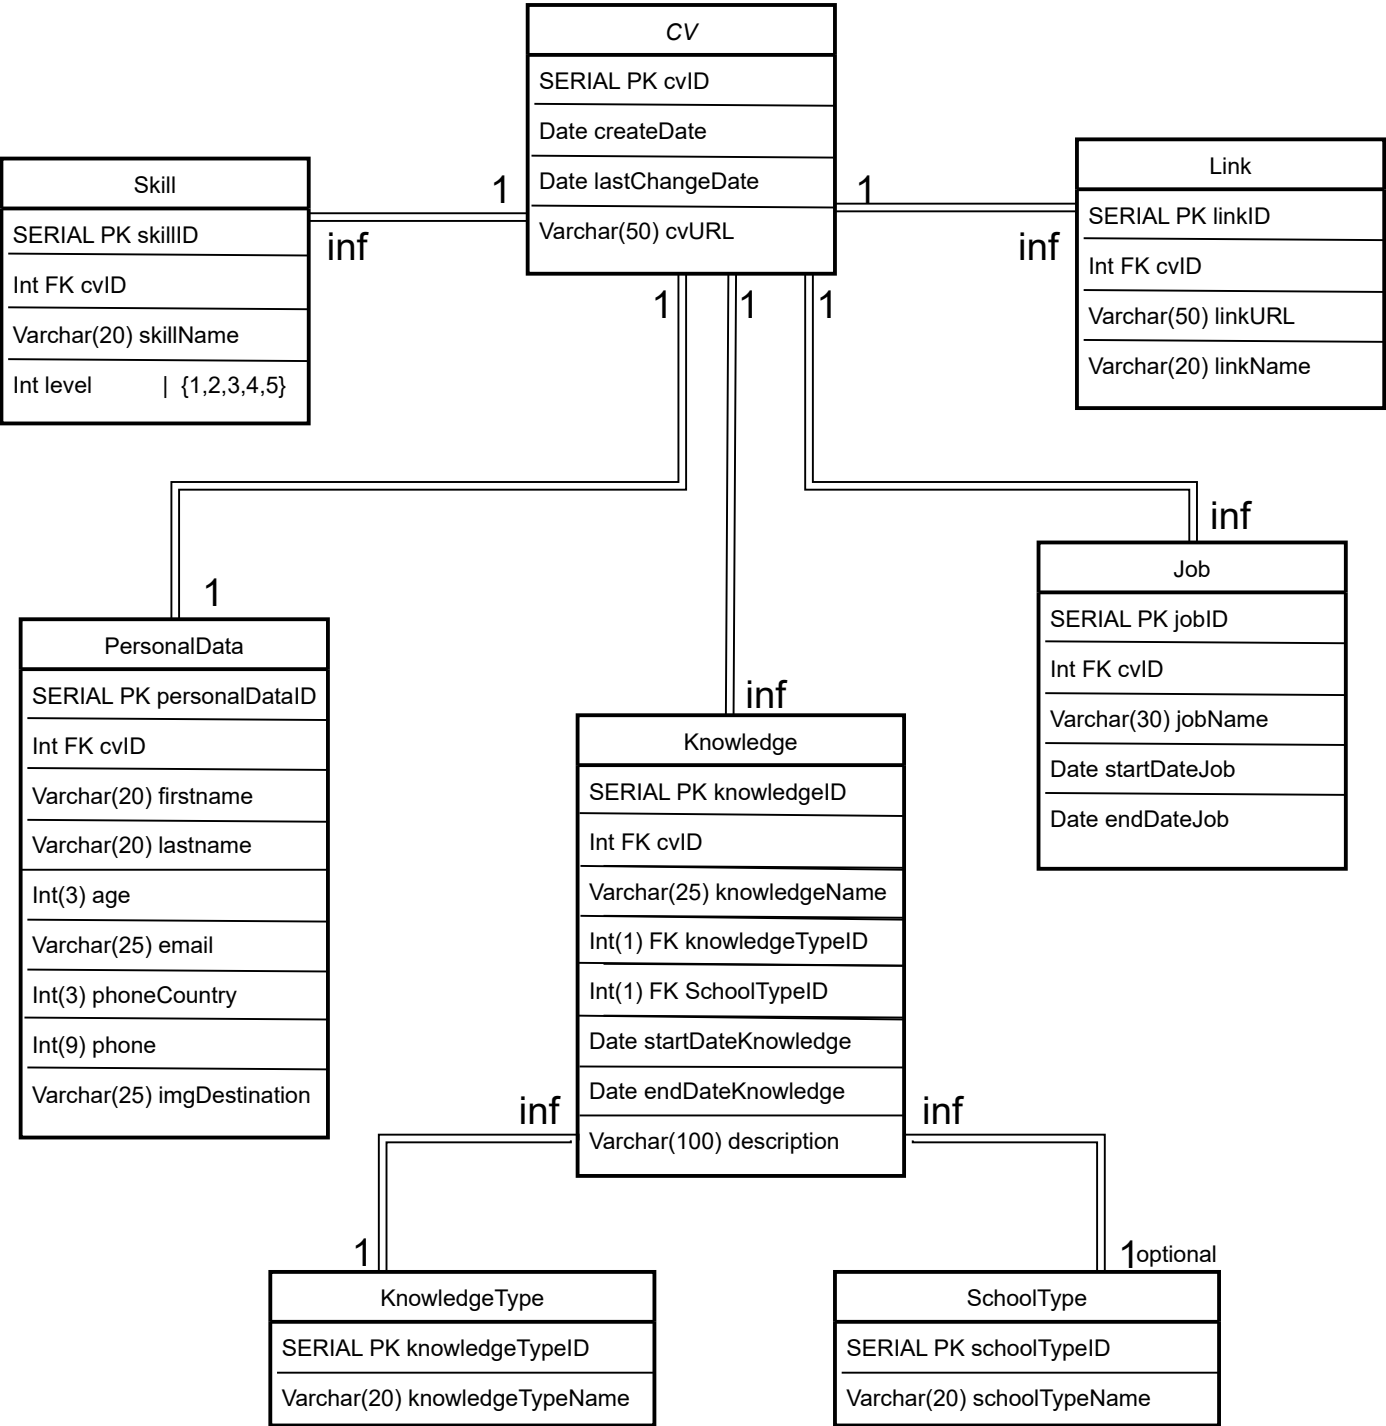 CV
SERIAL PK cvID
Date createDate
Date lastChangeDate
Varchar(50) cvURL
Skill
SERIAL PK skillID
Int FK cvID
Varchar(20) skillName
Int level | {1,2,3,4,5}
1
inf
1
inf
Link
SERIAL PK linkID
Int FK cvID
Varchar(50) linkURL
Varchar(20) linkName
1
1
1
inf
Job
SERIAL PK jobID
Int FK cvID
Varchar(30) jobName
Date startDateJob
Date endDateJob
1
PersonalData
SERIAL PK personalDataID
Int FK cvID
Varchar(20) firstname
Varchar(20) lastname
Int(3) age
Varchar(25) email
Int(3) phoneCountry
Int(9) phone
Varchar(25) imgDestination
inf
Knowledge
SERIAL PK knowledgeID
Int FK cvID
Varchar(25) knowledgeName
Int(1) FK knowledgeTypeID
Int(1) FK SchoolTypeID
Date startDateKnowledge
Date endDateKnowledge
Varchar(100) description
inf
inf
1
1 optional
KnowledgeType
SERIAL PK knowledgeTypeID
Varchar(20) knowledgeTypeName
SchoolType
SERIAL PK schoolTypeID
Varchar(20) schoolTypeName